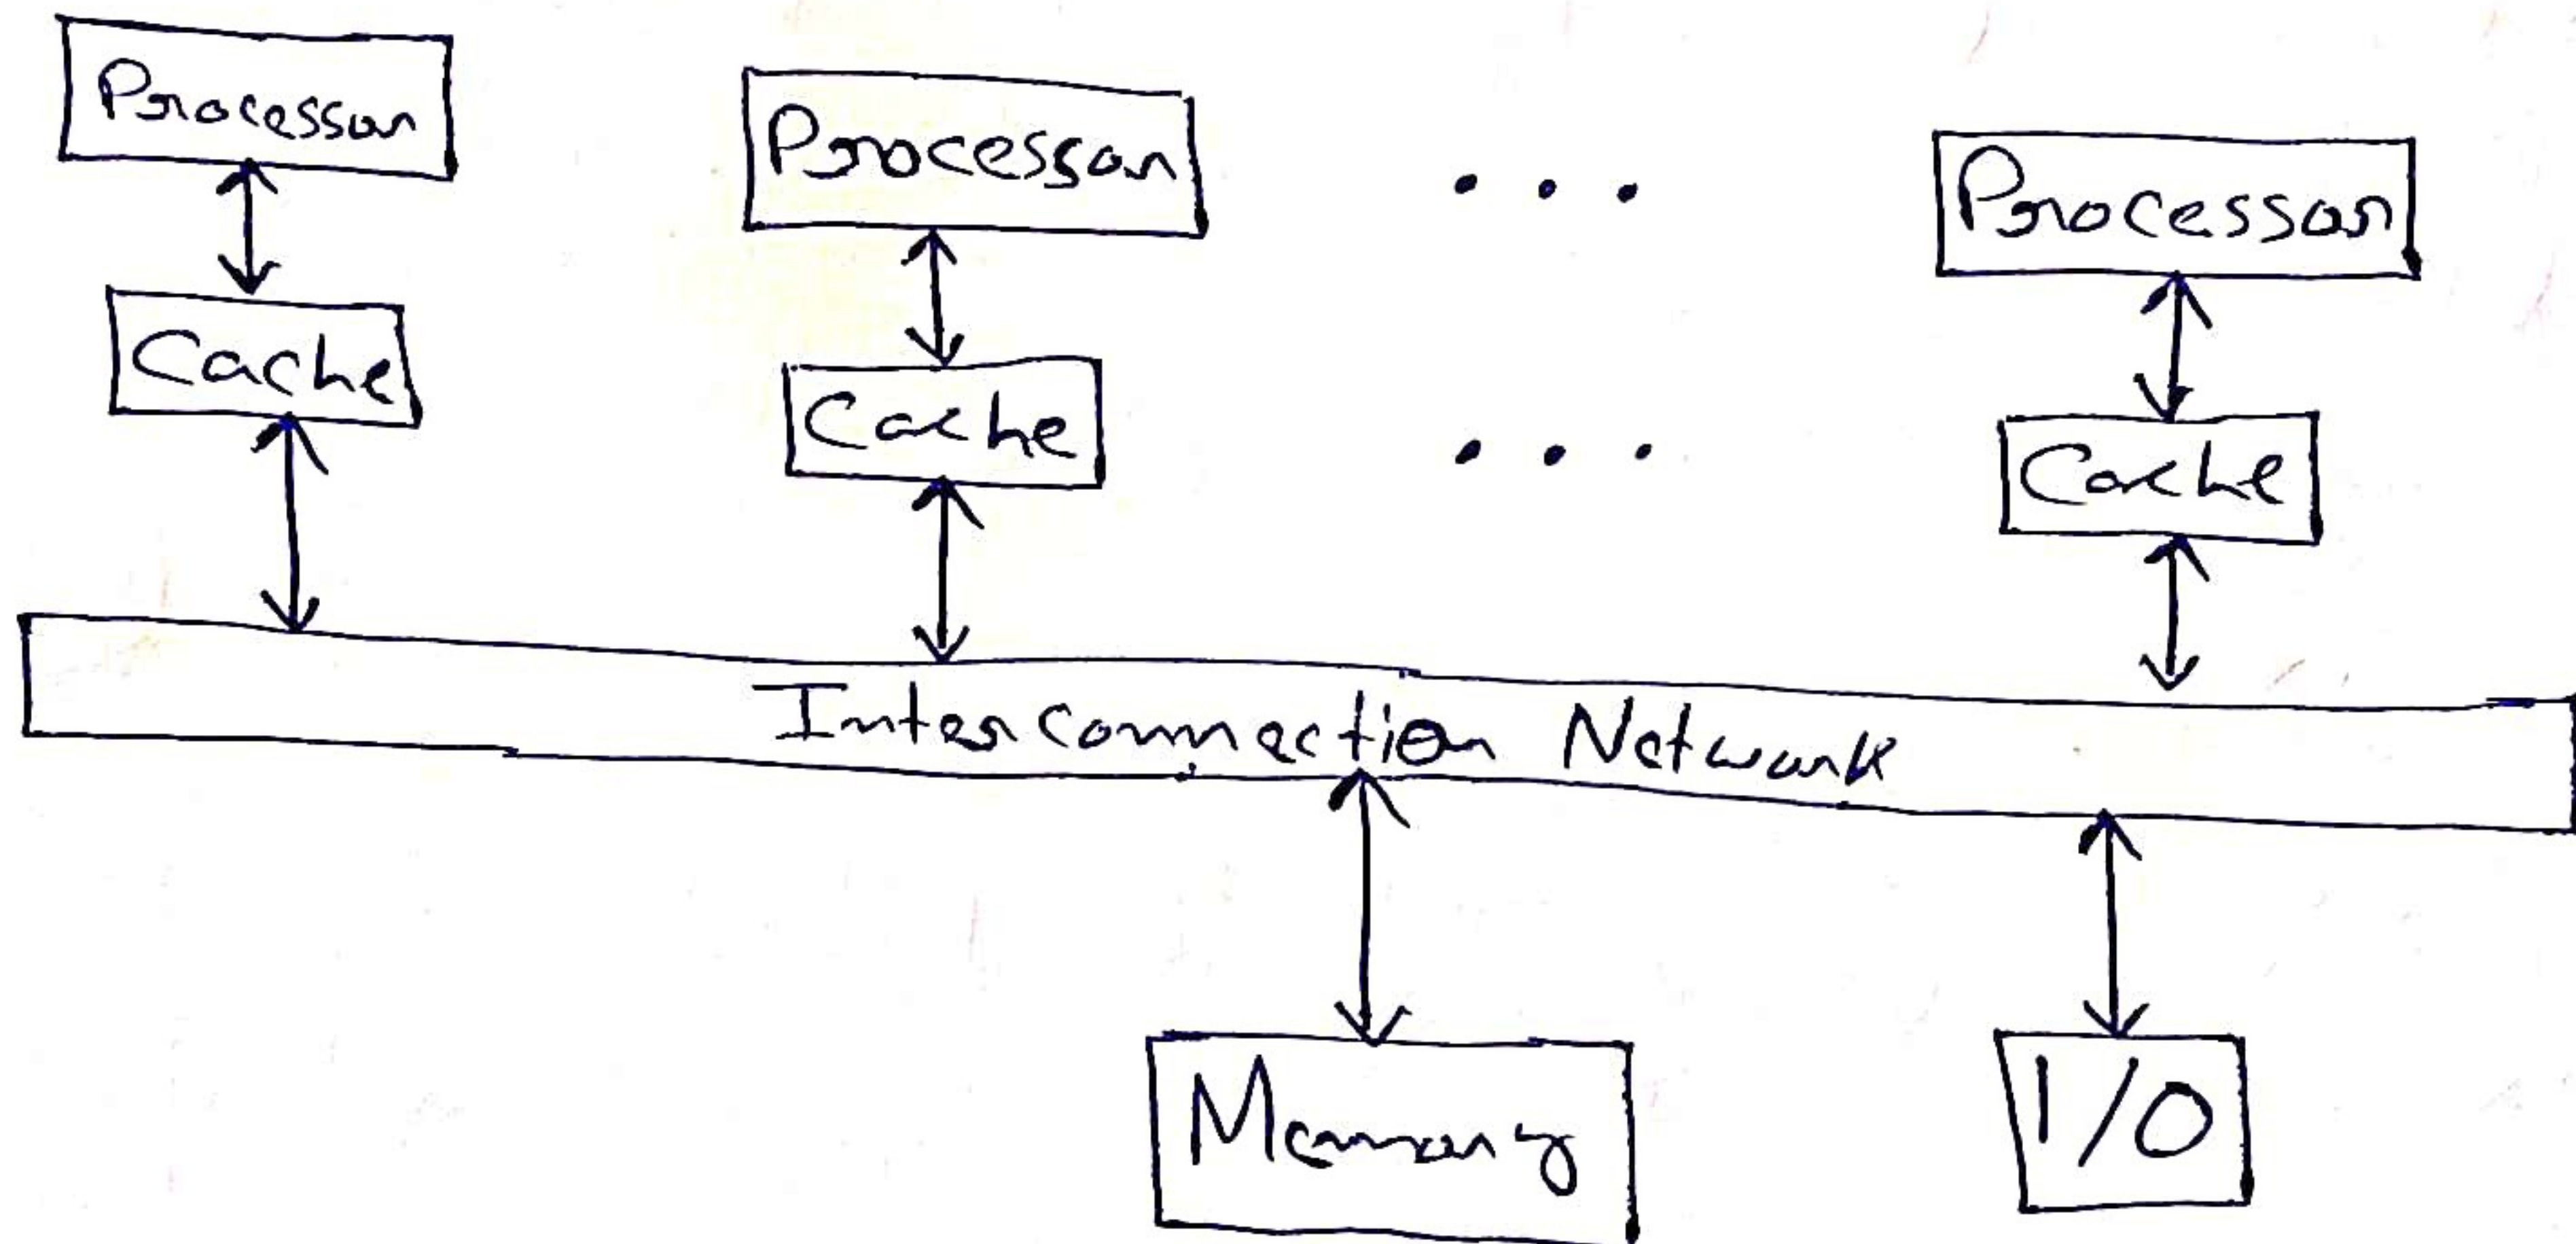 Processor
Processor
. . .
Processor
Cache
Cache
. . .
Cache
Interconnection Network
Memory
I/O